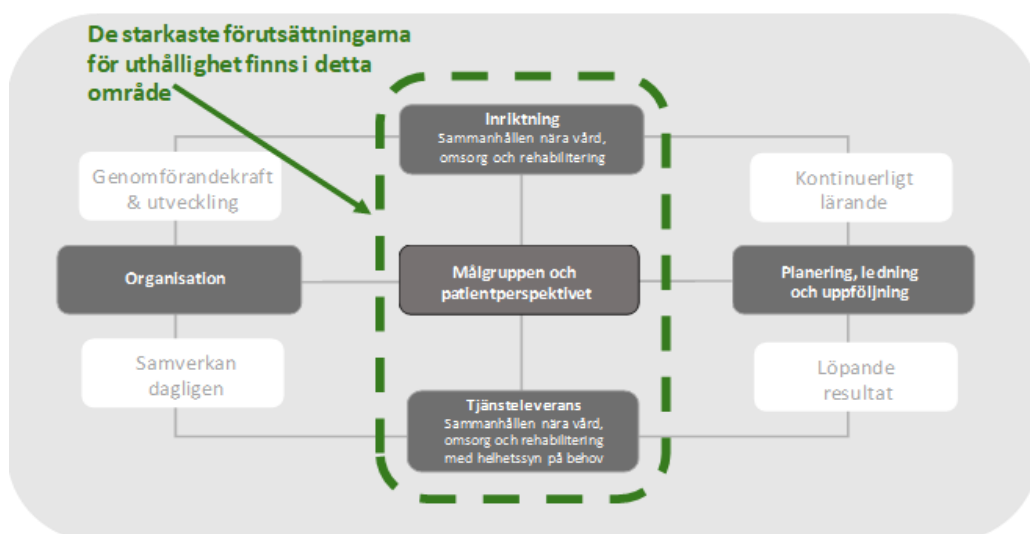 De starkaste förutsättningarna
för uthållighet finns i detta
område
Inriktning
Sammanhållen nära vård,
omsorg och rehabilitering
Genomförandekraft
& utveckling
Kontinuerligt
lärande
Organisation
Målgruppen och
patientperspektivet
Planering, ledning
och uppföljning
Samverkan
dagligen
Löpande
resultat
Tjänsteleverans
Sammanhållen nära vård,
omsorg och rehabilitering
med helhetssyn på behov